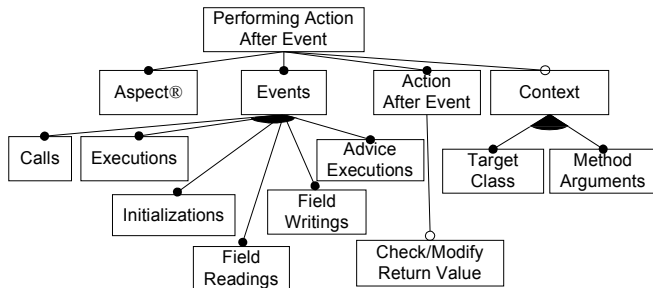 Performing Action
After Event
Aspect®
Events
Action
After Event
Context
Calls
Executions
Advice
Executions
Target
Class
Method
Arguments
Initializations
Field
Writings
Field
Readings
Check/Modify
Return Value